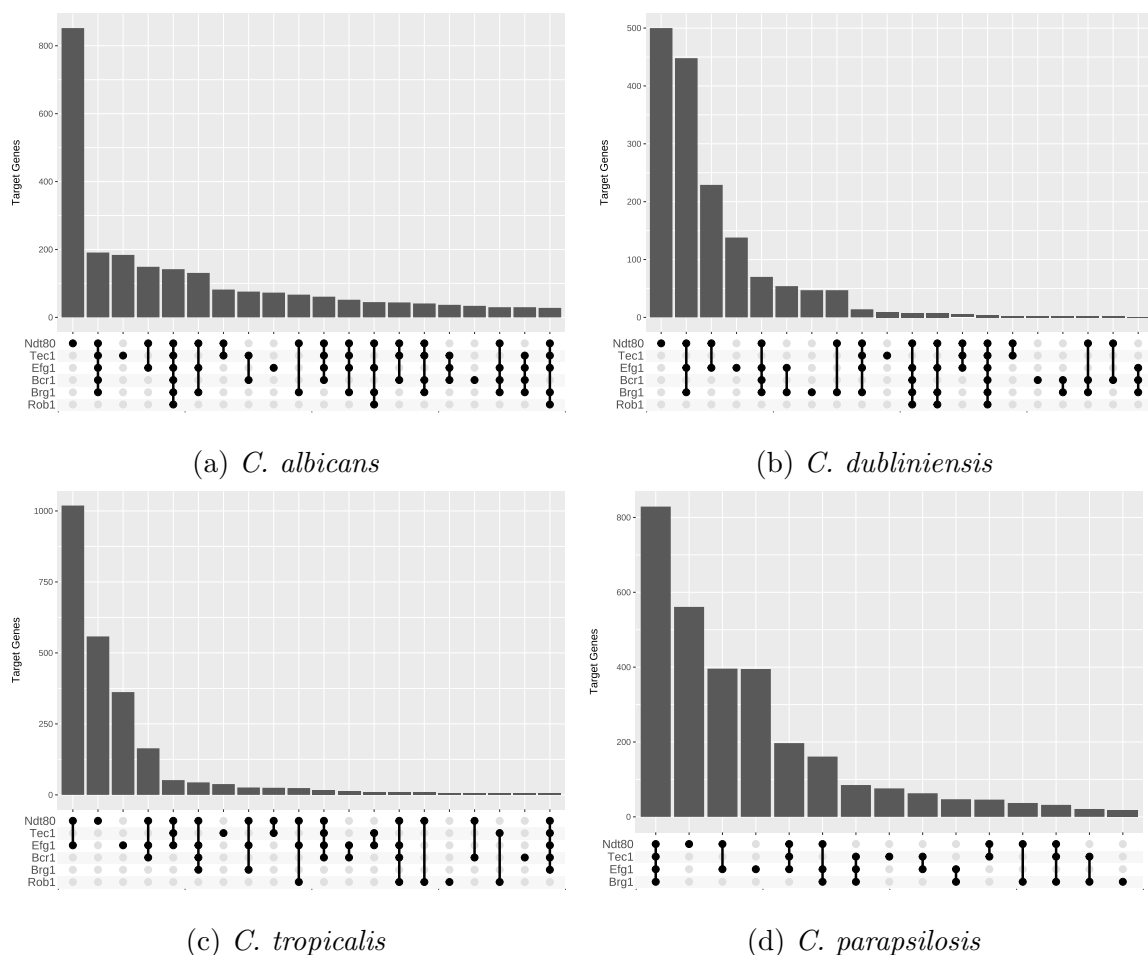 800
600
400
200
0
Target Genes
Ndt80
Tec1
Efg1
Bcr1
Brg1
Rob1
(a) C. albicans
500
400
300
200
100
0
Target Genes
Ndt80
Tec1
Efg1
Bcr1
Brg1
Rob1
(b) C. dubliniensis
1000
750
500
250
0
Target Genes
Ndt80
Tec1
Efg1
Bcr1
Brg1
Rob1
(c) C. tropicalis
800
600
400
200
0
Target Genes
Ndt80
Tec1
Efg1
Brg1
(d) C. parapsilosis